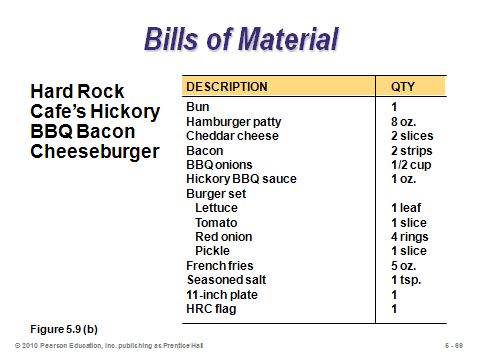 Bills of Material
Hard Rock
Cafe's Hickory
BBQ Bacon
Cheeseburger
DESCRIPTION QTY
Bun 1
Hamburger patty 8 oz.
Cheddar cheese 2 slices
Bacon 2 strips
BBQ onions 1/2 cup
Hickory BBQ sauce 1 oz.
Burger set
Lettuce 1 leaf
Tomato 1 slice
Red onion 4 rings
Pickle 1 slice
French fries 5 oz.
Seasoned salt 1 tsp.
11-inch plate 1
HRC flag 1
Figure 5.9 (b)
© 2010 Pearson Education, Inc. publishing as Prentice Hall 5 - 69